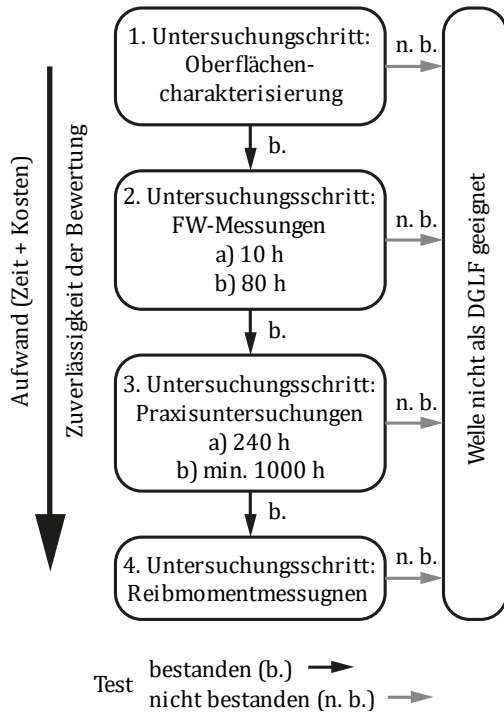 1. Untersuchungschritt:
Oberflächen-
charakterisierung
n. b.
b.
2. Untersuchungsschritt:
FW-Messungen
a) 10 h
b) 80 h
n. b.
b.
3. Untersuchungsschritt:
Praxisuntersuchungen
a) 240 h
b) min. 1000 h
n. b.
b.
4. Untersuchungsschritt:
Reibmomentmessugnen
n. b.
Aufwand (Zeit + Kosten)
Zuverlässigkeit der Bewertung
Welle nicht als DGLF geeignet
Test
bestanden (b.)
nicht bestanden (n. b.)